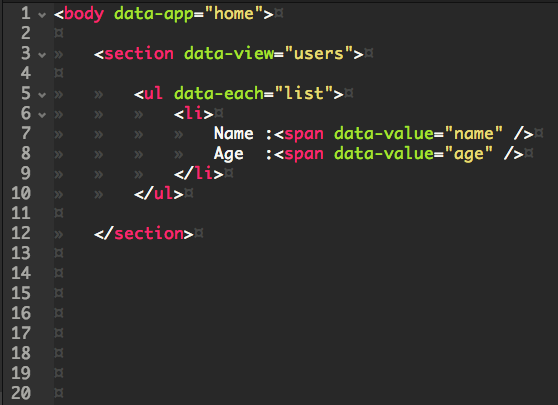 1 <body data-app="home">¤
2 ¤
3 » <section data-view="users">¤
4 ¤
5 » » <ul data-each="list">¤
6 » » » <li>¤
7 » » » » Name :<span data-value="name" />¤
8 » » » » Age  :<span data-value="age" />¤
9 » » » </li>¤
10 » » </ul>¤
11 ¤
12 » </section>¤
13 ¤
14 ¤
15 ¤
16 ¤
17 ¤
18 ¤
19 ¤
20 ¤